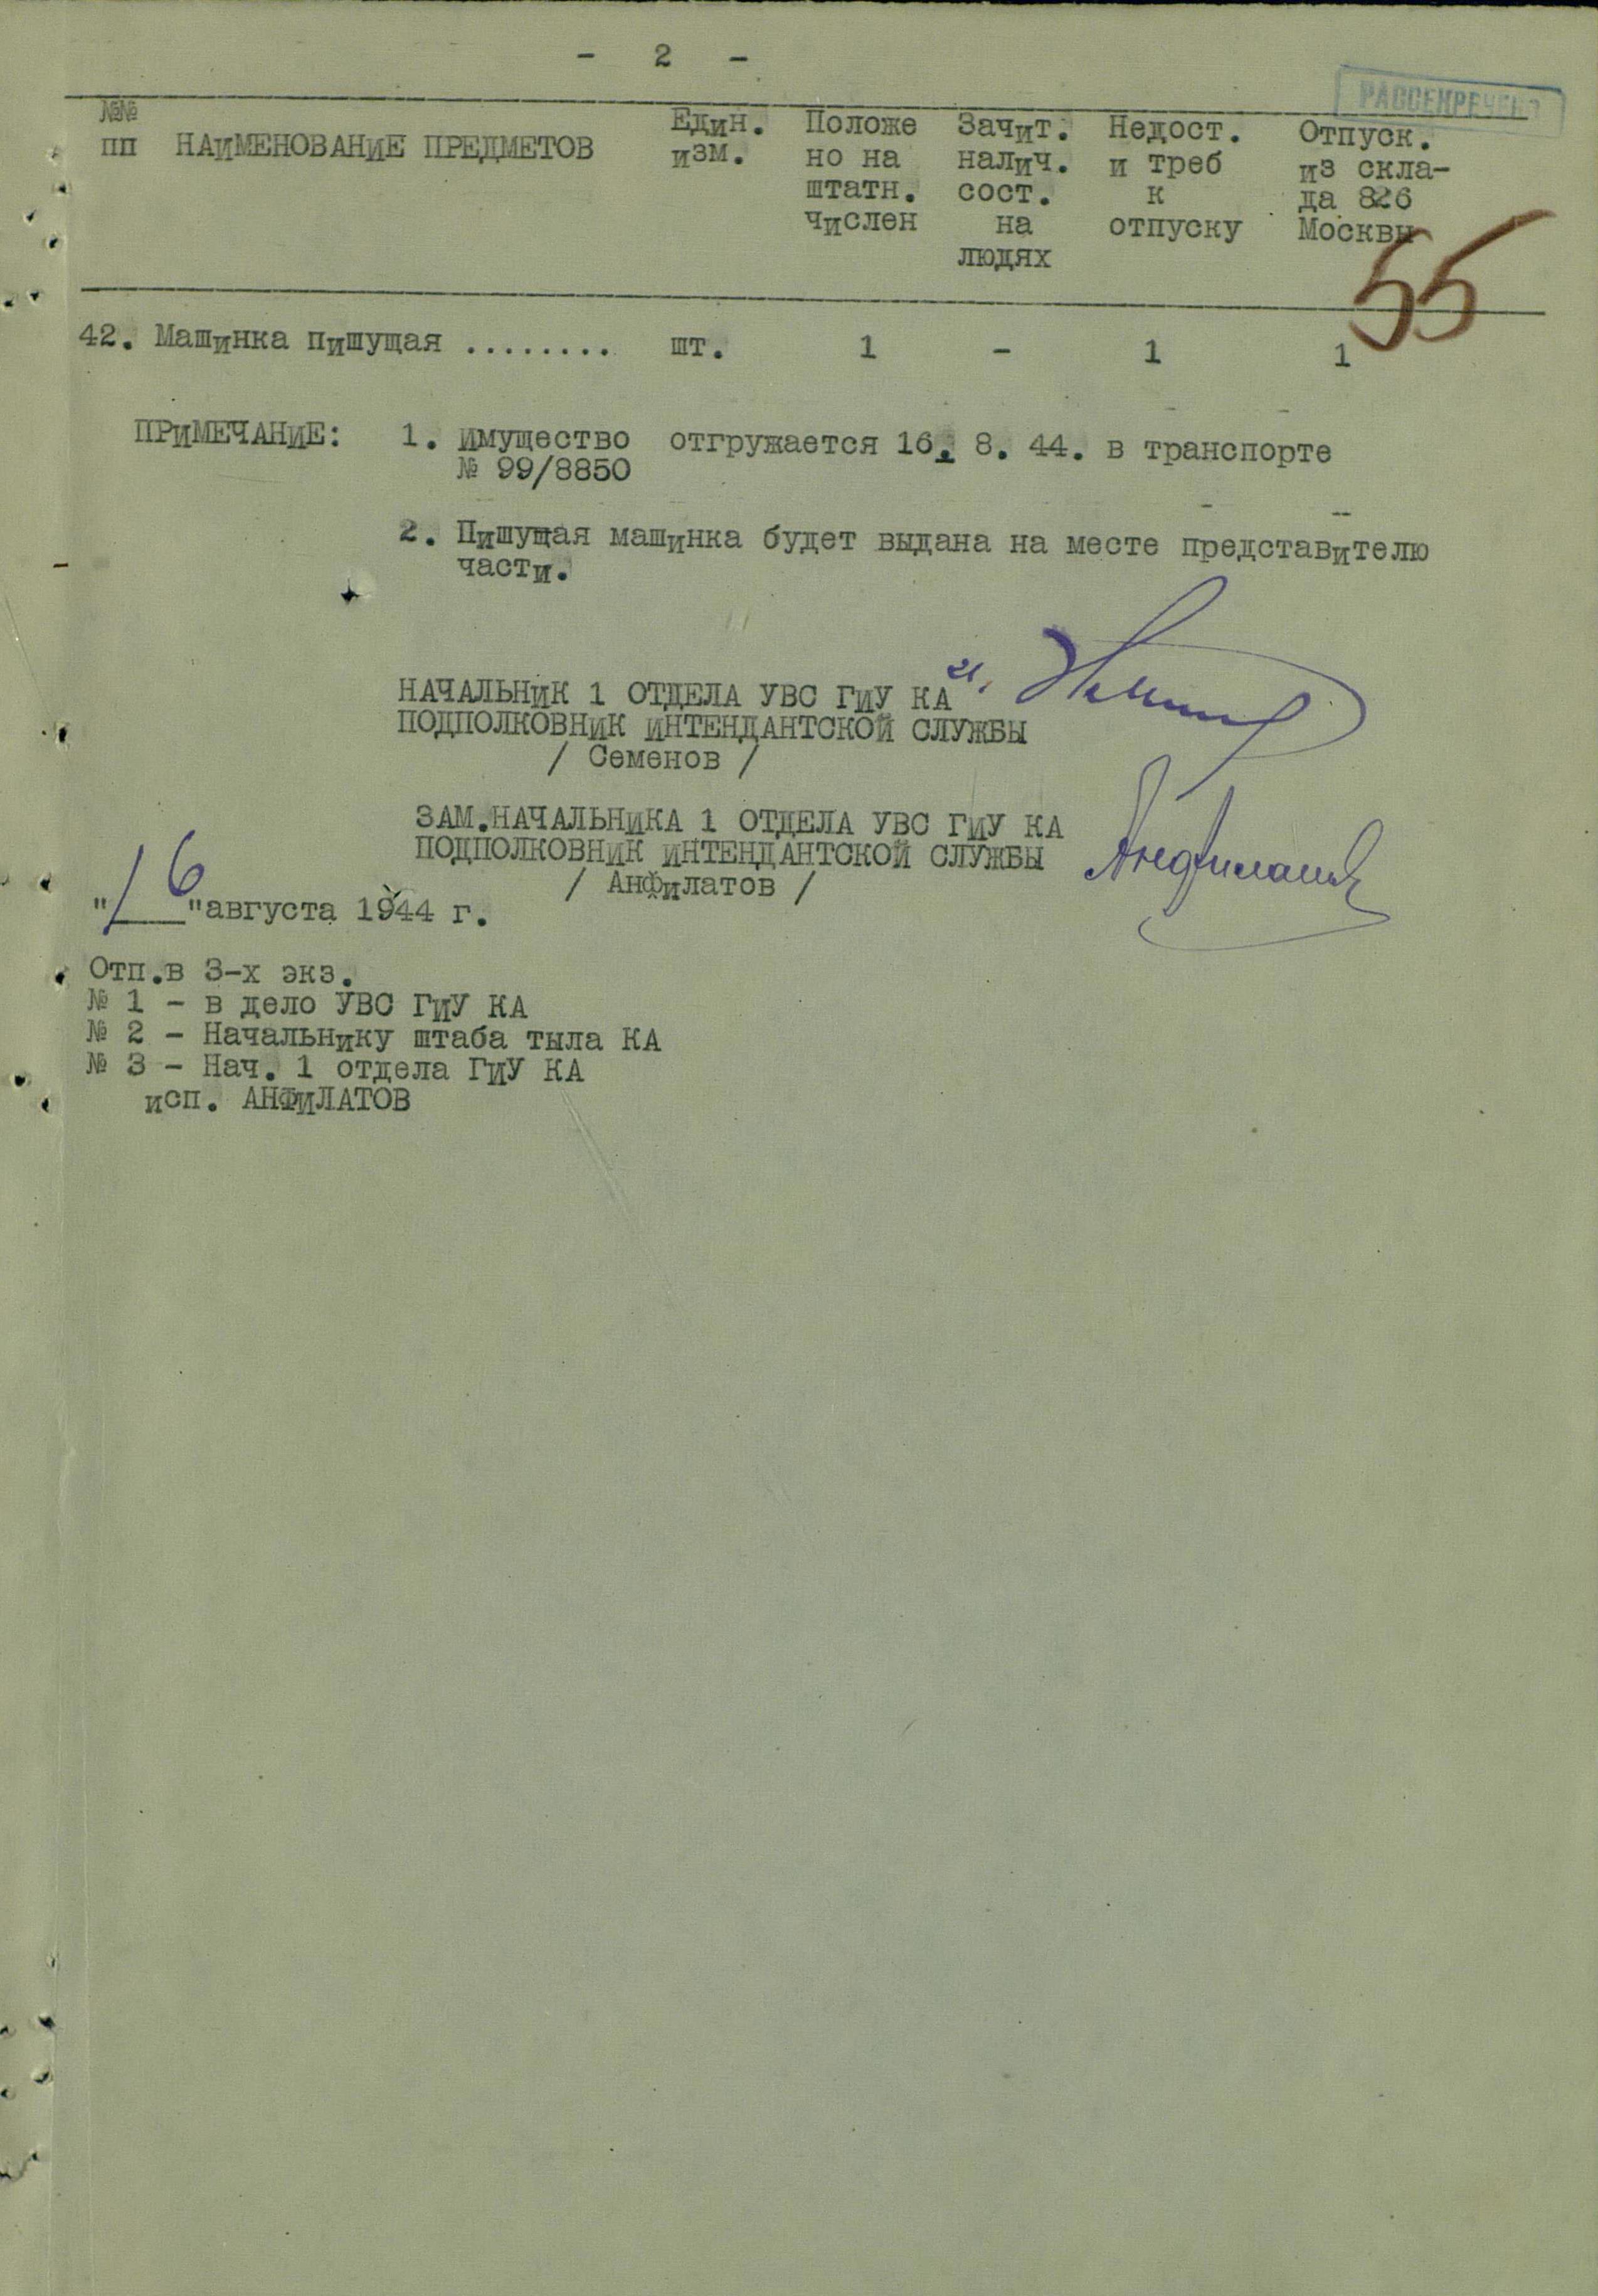 - 2 -
РАССЕКРЕЧЕНО
№№ пп НАИМЕНОВАНИЕ ПРЕДМЕТОВ
Един. изм.
Положе но на штатн. числен
Зачит. налич. сост. на людях
Недост. и треб к отпуску
Отпуск. из скла- да 826 Москвы
55
42. Машинка пишущая ........ шт. 1 - 1 1
ПРИМЕЧАНИЕ: 1. Имущество отгружается 16. 8. 44. в транспорте
№ 99/8850
2. Пишущая машинка будет выдана на месте представителю
части.
НАЧАЛЬНИК 1 ОТДЕЛА УВС ГИУ КА
ПОДПОЛКОВНИК ИНТЕНДАНТСКОЙ СЛУЖБЫ
/ Семенов /
ЗАМ.НАЧАЛЬНИКА 1 ОТДЕЛА УВС ГИУ КА
ПОДПОЛКОВНИК ИНТЕНДАНТСКОЙ СЛУЖБЫ
/ Анфилатов /
Анфилатов
"16"августа 1944 г.
Отп.в 3-х экз.
№ 1 - в дело УВС ГИУ КА
№ 2 - Начальнику штаба тыла КА
№ 3 - Нач. 1 отдела ГИУ КА
исп. АНФИЛАТОВ